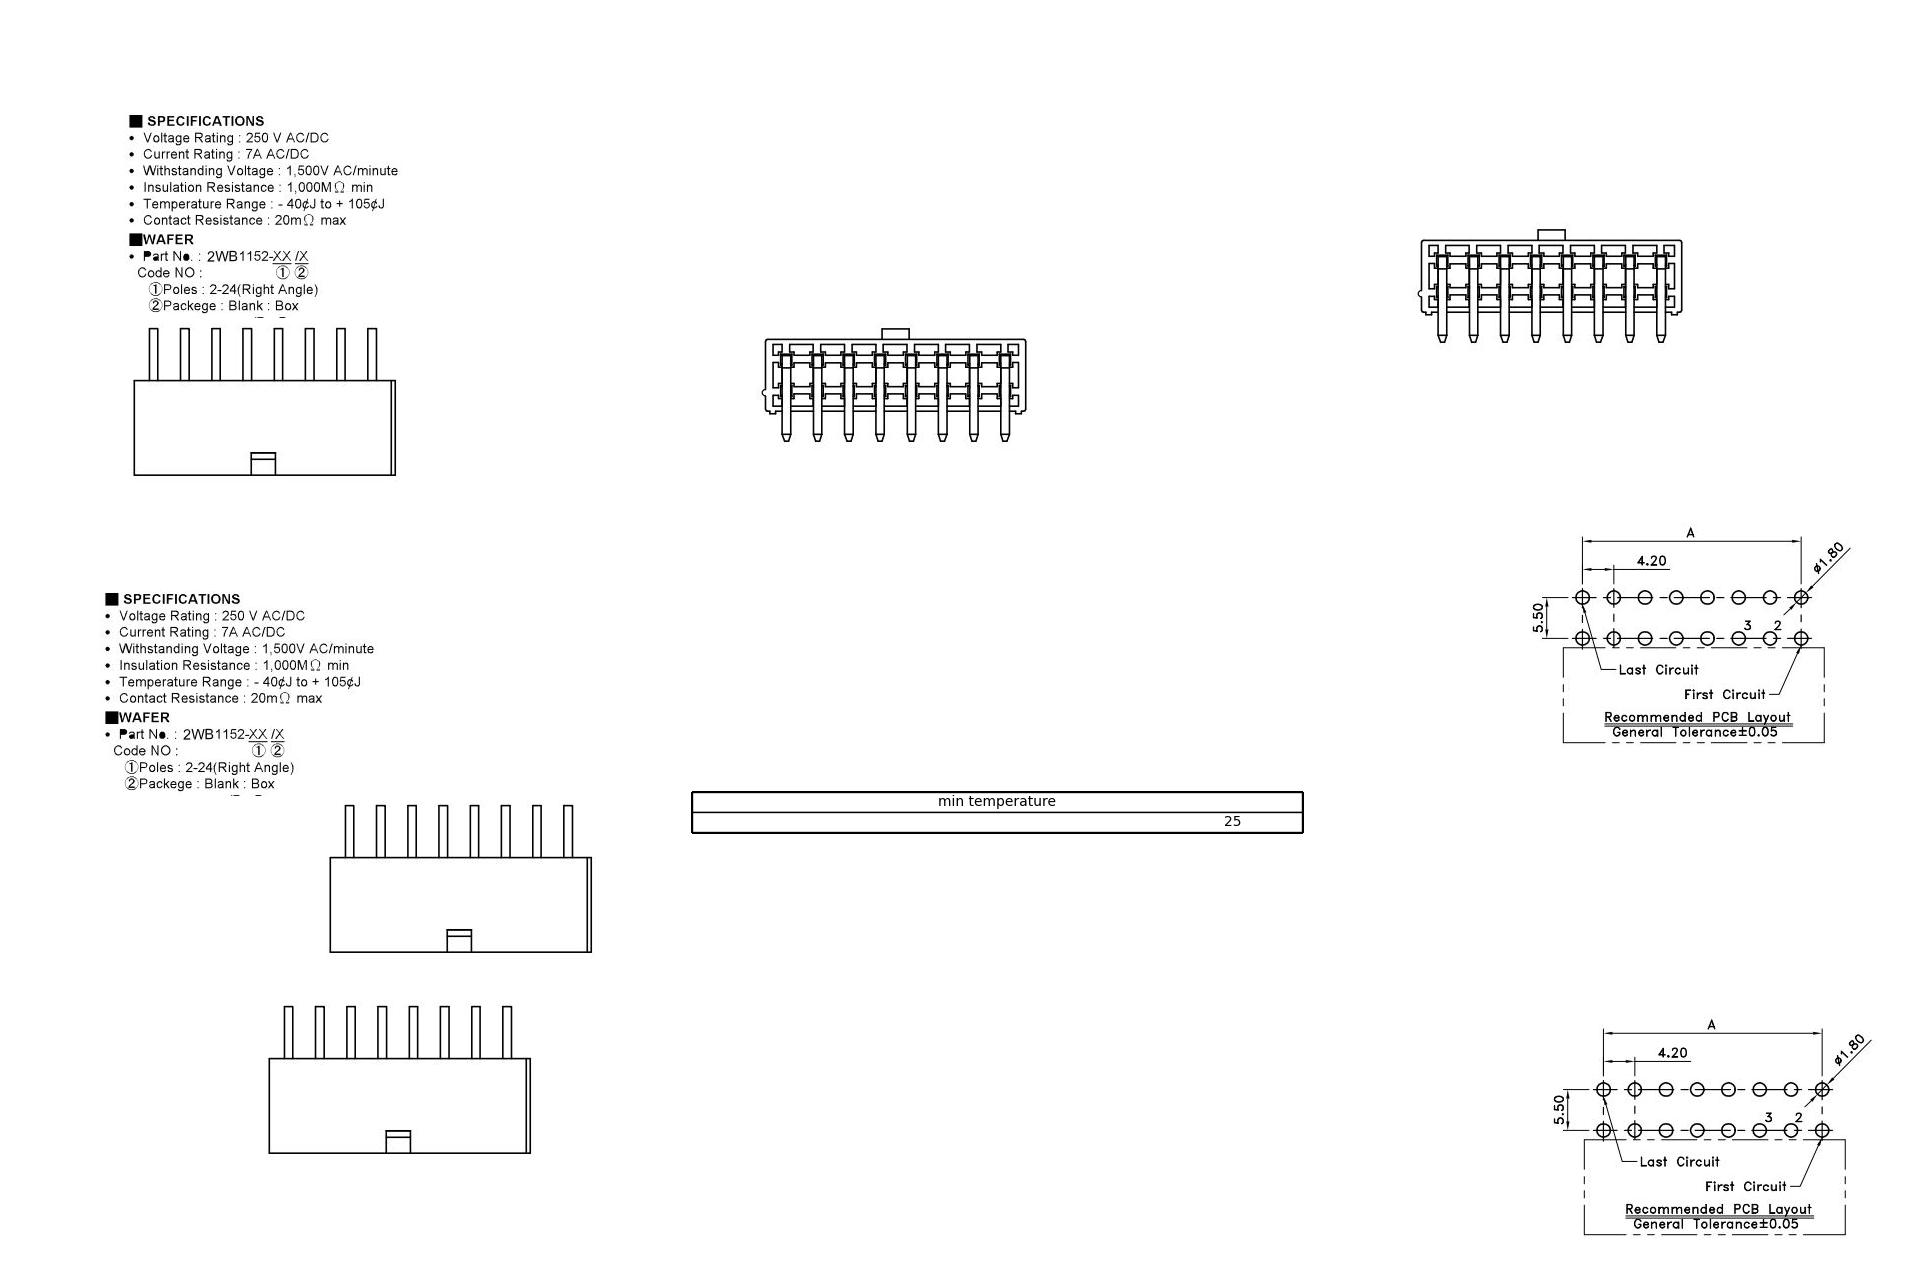 ■ SPECIFICATIONS
• Voltage Rating : 250 V AC/DC
• Current Rating : 7A AC/DC
• Withstanding Voltage : 1,500V AC/minute
• Insulation Resistance : 1,000MΩ min
• Temperature Range : - 40¢J to + 105¢J
• Contact Resistance : 20mΩ max
■WAFER
• Part No. : 2WB1152-XX /X
Code NO : ① ②
①Poles : 2-24(Right Angle)
②Packege : Blank : Box
A
4.20
ø1.80
5.50
3 2
Last Circuit
First Circuit
Recommended PCB Layout
General Tolerance±0.05
■ SPECIFICATIONS
• Voltage Rating : 250 V AC/DC
• Current Rating : 7A AC/DC
• Withstanding Voltage : 1,500V AC/minute
• Insulation Resistance : 1,000MΩ min
• Temperature Range : - 40¢J to + 105¢J
• Contact Resistance : 20mΩ max
■WAFER
• Part No. : 2WB1152-XX /X
Code NO : ① ②
①Poles : 2-24(Right Angle)
②Packege : Blank : Box
min temperature
25
A
4.20
ø1.80
5.50
3 2
Last Circuit
First Circuit
Recommended PCB Layout
General Tolerance±0.05